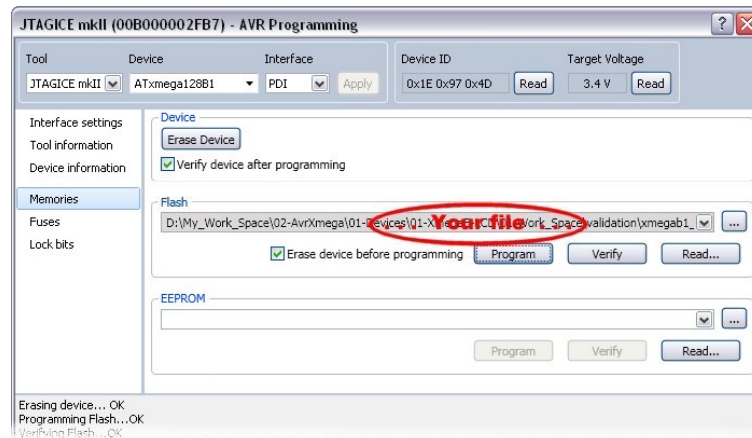 JTAGICE mkII (00B000002FB7) - AVR Programming
Tool Device Interface Device ID Target Voltage
JTAGICE mkII ATxmega128B1 PDI Apply 0x1E 0x97 0x4D Read 3.4 V Read
Interface settings
Tool information
Device information
Memories
Fuses
Lock bits
Device
Erase Device
Verify device after programming
Flash
D:\My_Work_Space\02-AvrXmega\01-Devices\01- Work_Space\validation\xmegab1_ ...
. . . Your file . . .
Erase device before programming Program Verify Read...
EEPROM
...
Program Verify Read...
Erasing device... OK
Programming Flash...OK
Verifying Flash...OK